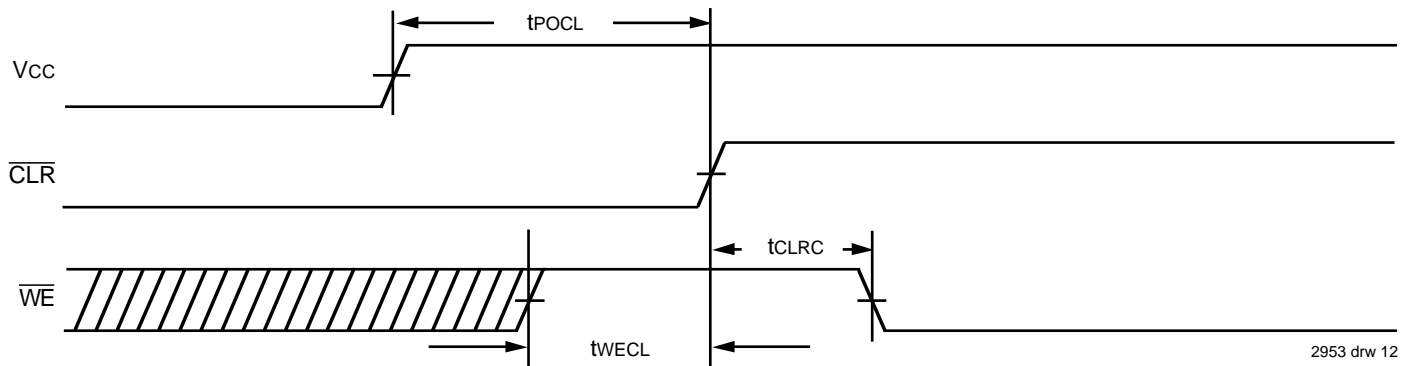 tPOCL
VCC
CLR
tCLRC
WE
tWECL
2953 drw 12